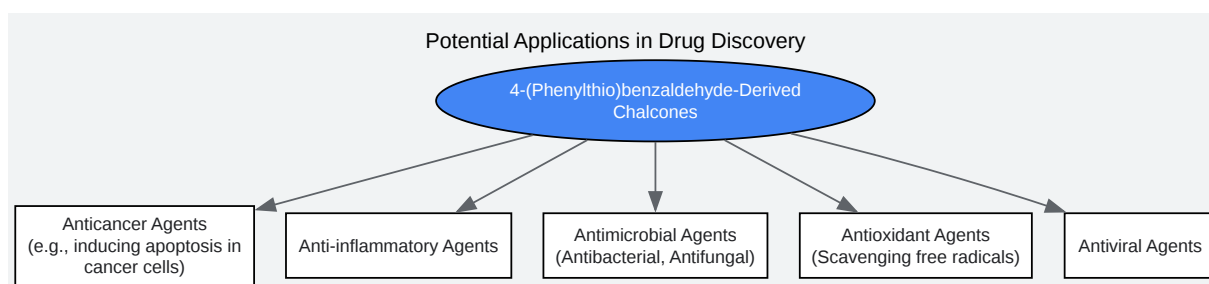 Potential Applications in Drug Discovery
4-(Phenylthio)benzaldehyde-Derived
Chalcones
Anticancer Agents
(e.g., inducing apoptosis in
cancer cells)
Anti-inflammatory Agents
Antimicrobial Agents
(Antibacterial, Antifungal)
Antioxidant Agents
(Scavenging free radicals)
Antiviral Agents